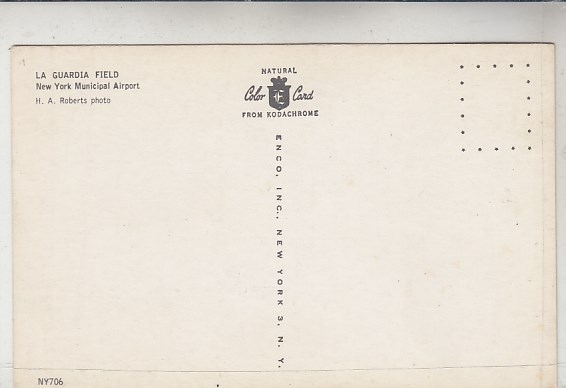 LA GUARDIA FIELD
New York Municipal Airport
H. A. Roberts photo
NATURAL
Color E Card
FROM KODACHROME
ENCO, INC., NEW YORK 3, N. Y.
NY706